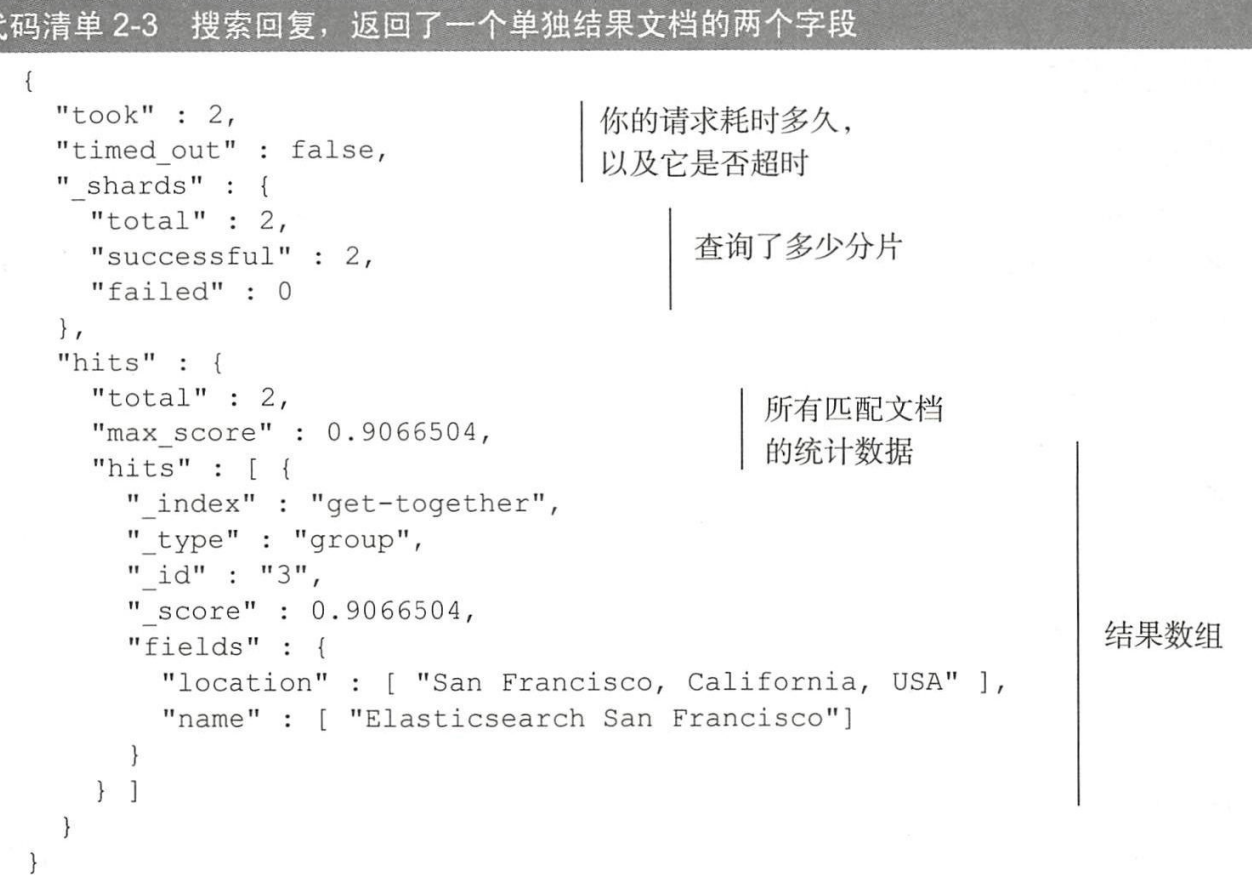 代码清单 2-3 搜索回复，返回了一个单独结果文档的两个字段
{
"took" : 2,
"timed_out" : false,
你的请求耗时多久，
以及它是否超时
"_shards" : {
"total" : 2,
"successful" : 2,
"failed" : 0
查询了多少分片
},
"hits" : {
"total" : 2,
"max_score" : 0.9066504,
所有匹配文档
的统计数据
"hits" : [ {
"_index" : "get-together",
"_type" : "group",
"_id" : "3",
"_score" : 0.9066504,
"fields" : {
结果数组
"location" : [ "San Francisco, California, USA" ],
"name" : [ "Elasticsearch San Francisco"]
}
} ]
}
}